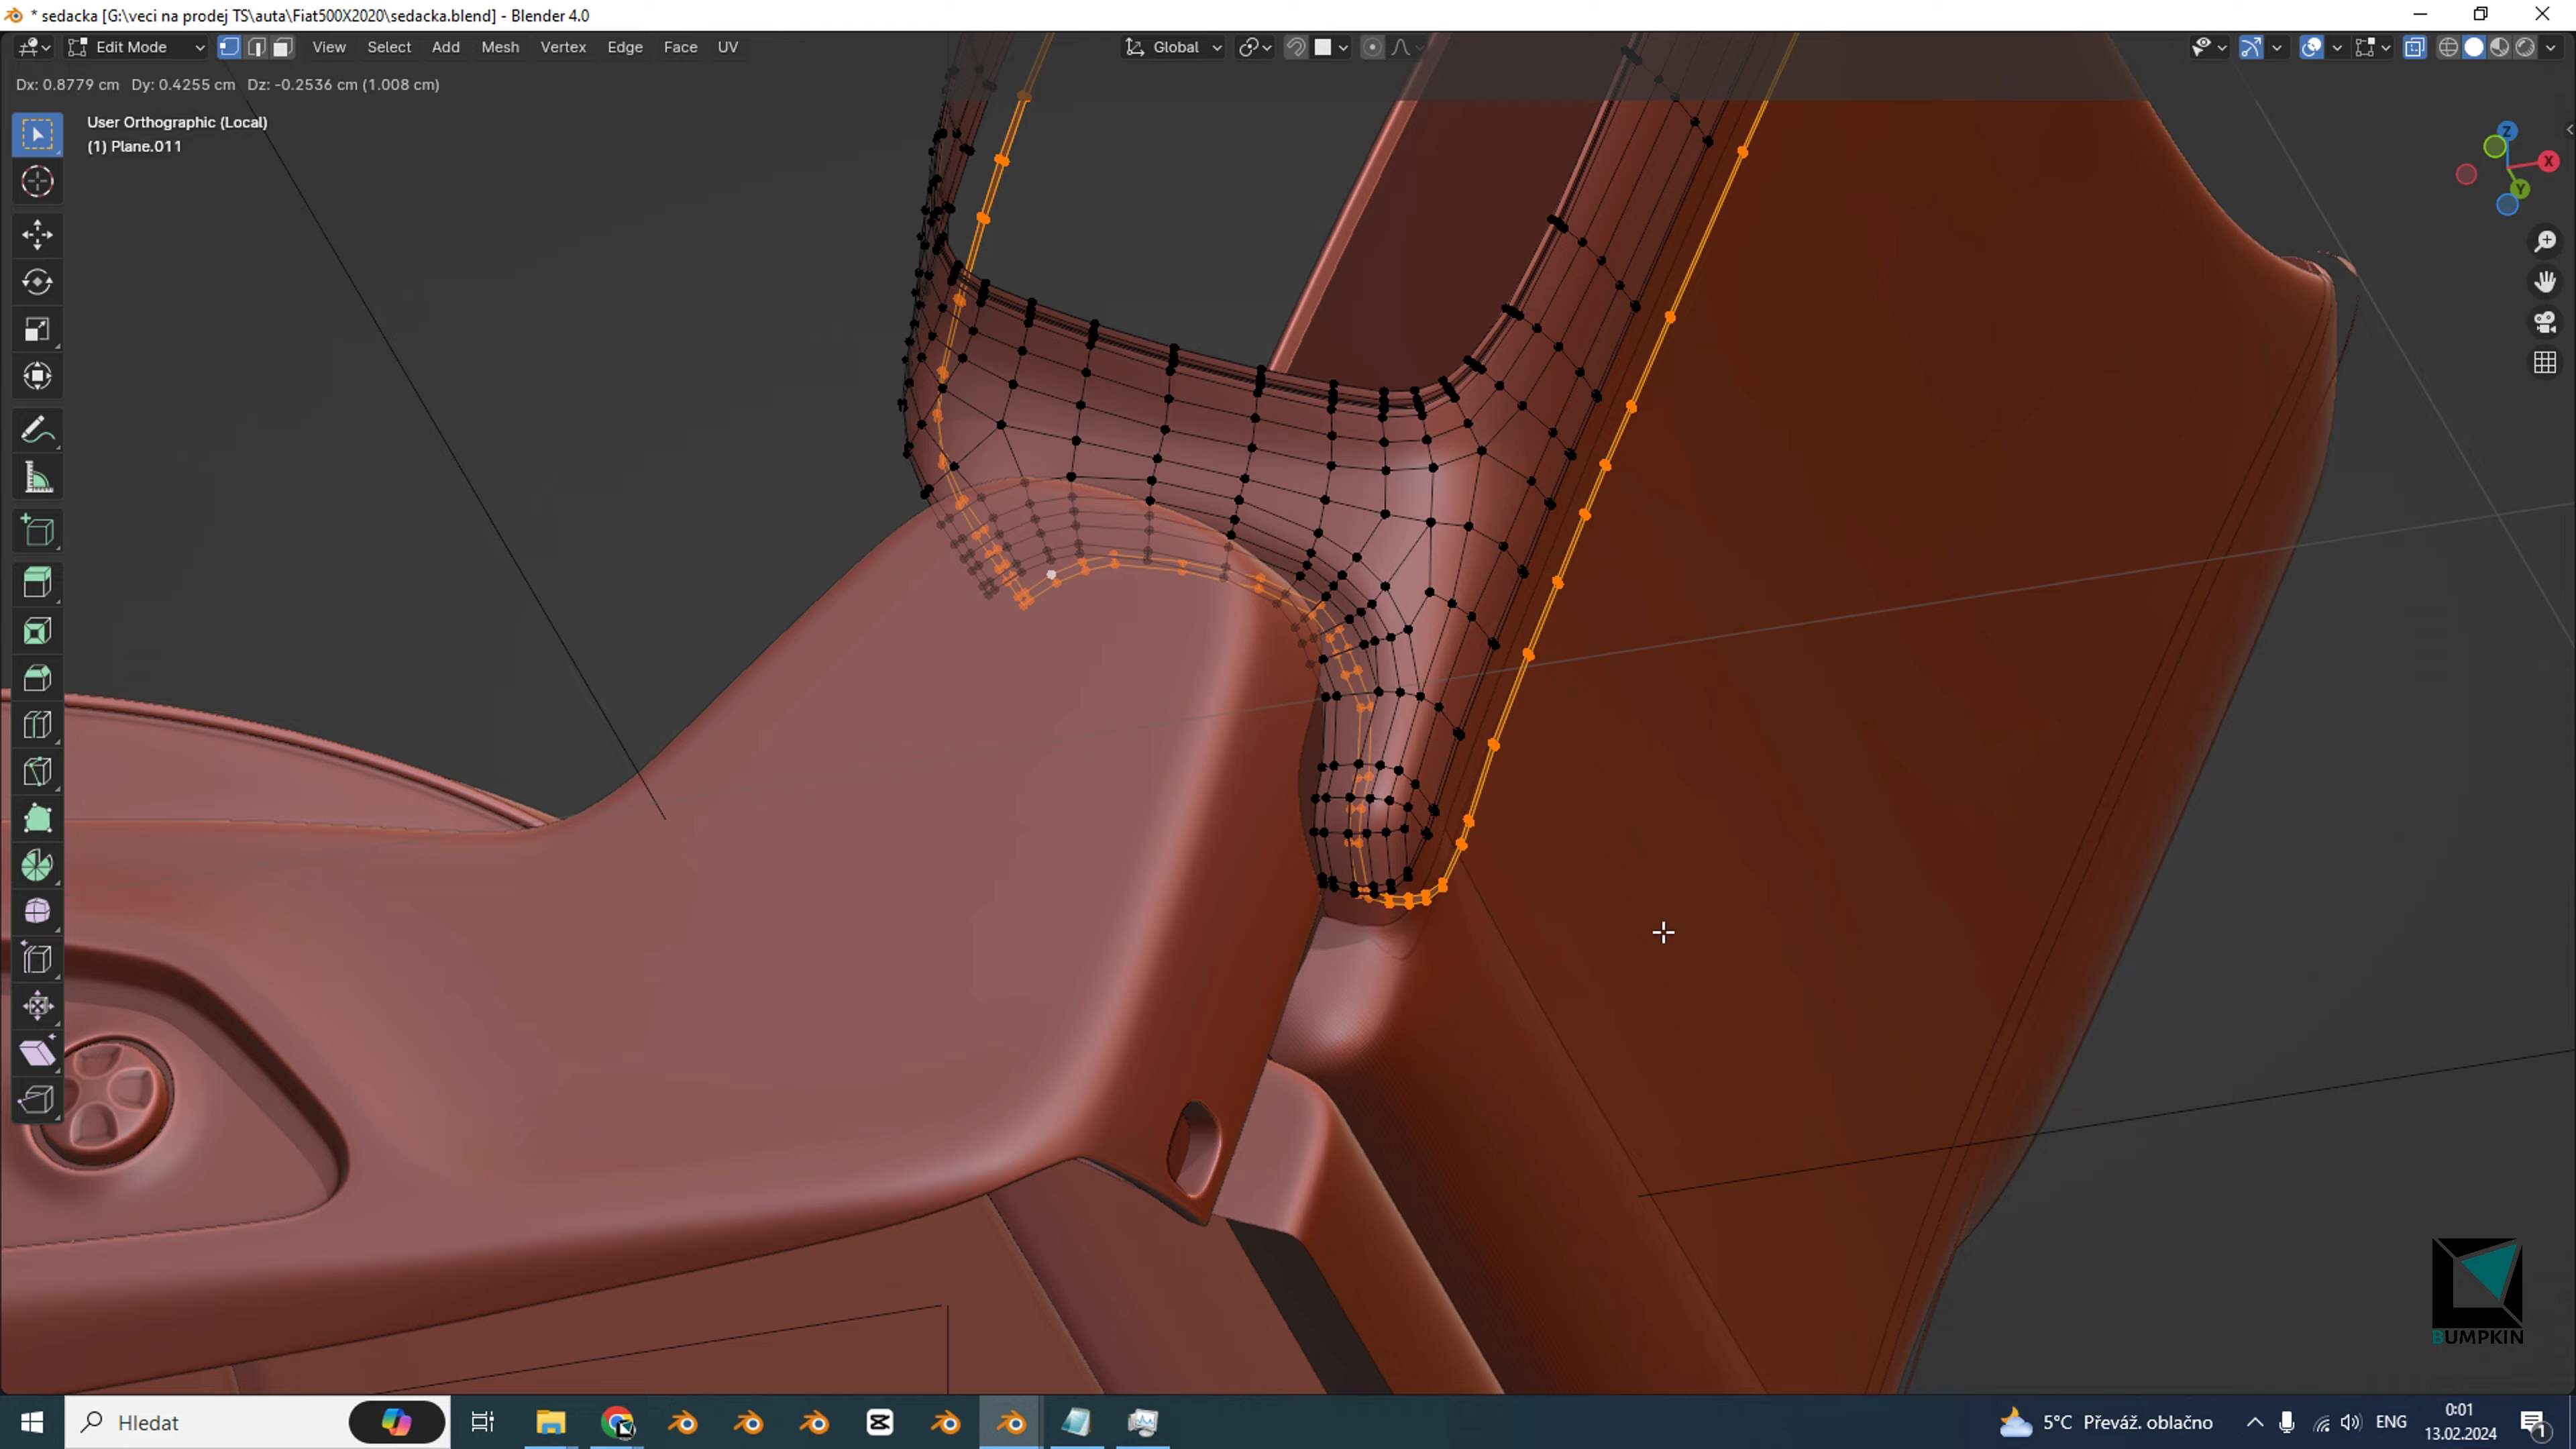 * sedacka [G:\veci na prodej TS\auta\Fiat500X2020\sedacka.blend] - Blender 4.0
Edit Mode View Select Add Mesh Vertex Edge Face UV Global
Dx: 0.8779 cm Dy: 0.4255 cm Dz: -0.2536 cm (1.008 cm)
User Orthographic (Local)
(1) Plane.011
Z
X
Y
BUMPKIN
Hledat
5°C Převáž. oblačno
ENG
0:01
13.02.2024
1